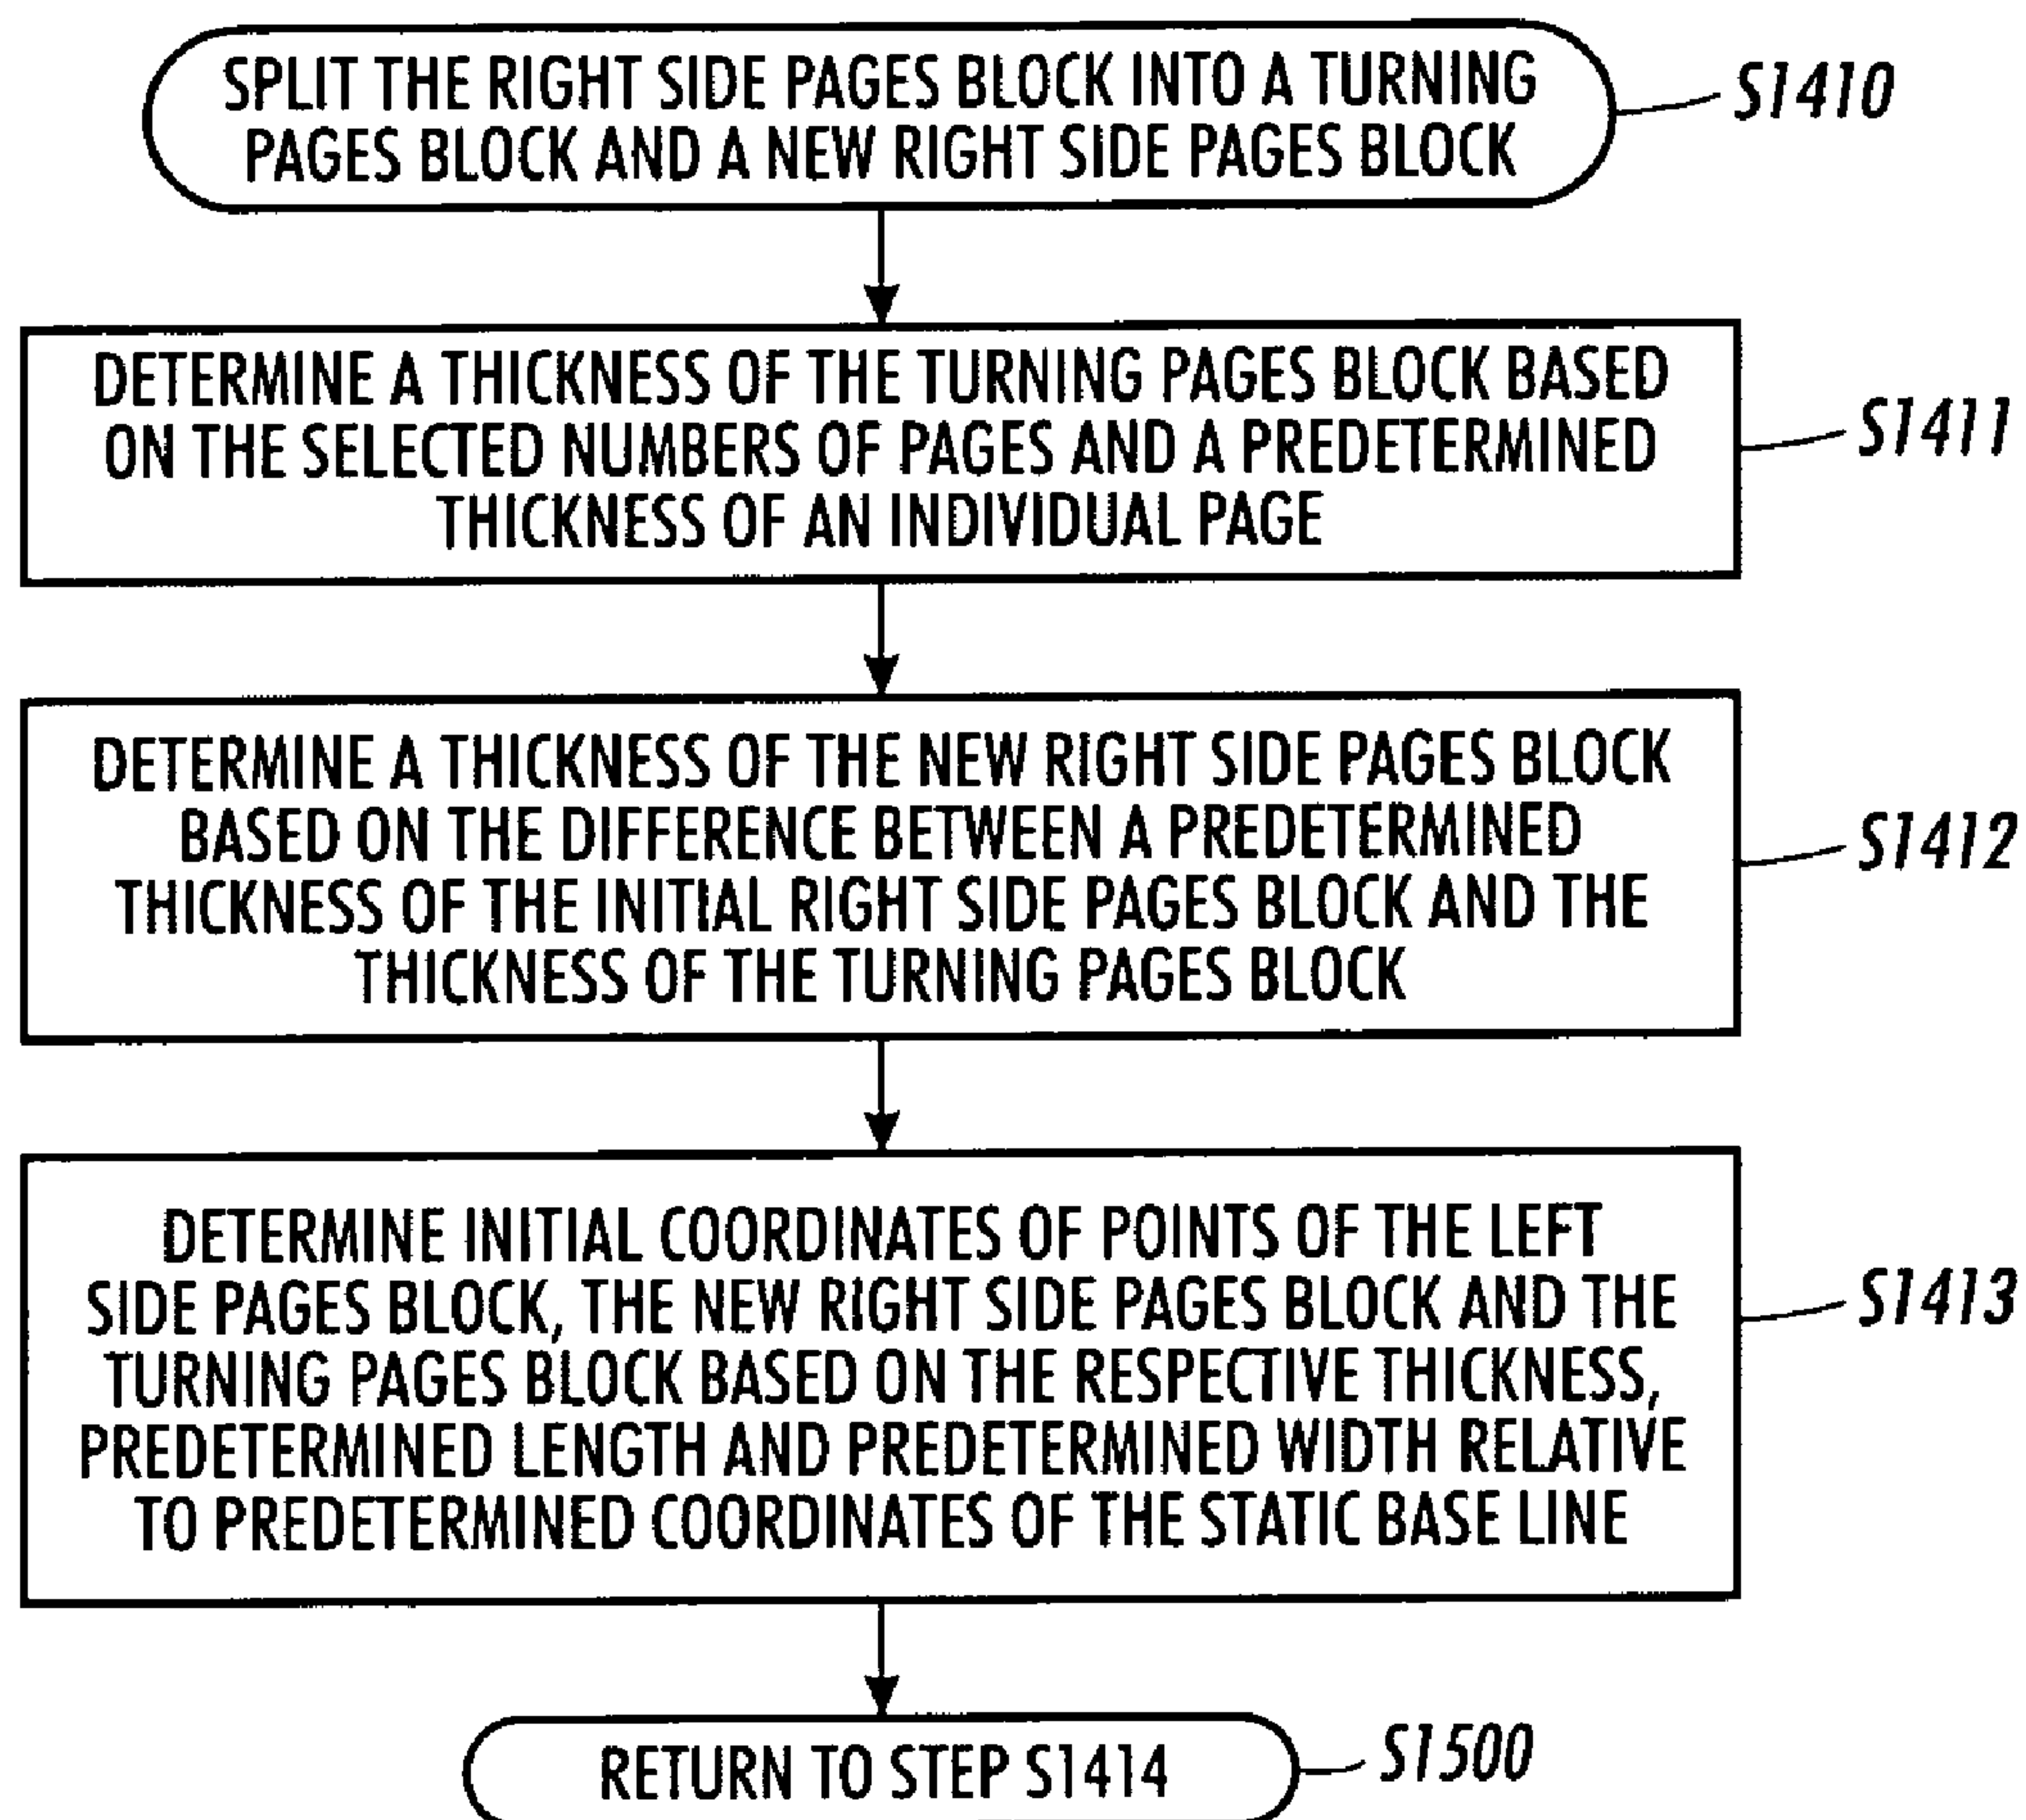 SPLIT THE RIGHT SIDE PAGES BLOCK INTO A TURNING
PAGES BLOCK AND A NEW RIGHT SIDE PAGES BLOCK
S1410
DETERMINE A THICKNESS OF THE TURNING PAGES BLOCK BASED
ON THE SELECTED NUMBERS OF PAGES AND A PREDETERMINED
THICKNESS OF AN INDIVIDUAL PAGE
S1411
DETERMINE A THICKNESS OF THE NEW RIGHT SIDE PAGES BLOCK
BASED ON THE DIFFERENCE BETWEEN A PREDETERMINED
THICKNESS OF THE INITIAL RIGHT SIDE PAGES BLOCK AND THE
THICKNESS OF THE TURNING PAGES BLOCK
S1412
DETERMINE INITIAL COORDINATES OF POINTS OF THE LEFT
SIDE PAGES BLOCK, THE NEW RIGHT SIDE PAGES BLOCK AND THE
TURNING PAGES BLOCK BASED ON THE RESPECTIVE THICKNESS,
PREDETERMINED LENGTH AND PREDETERMINED WIDTH RELATIVE
TO PREDETERMINED COORDINATES OF THE STATIC BASE LINE
S1413
RETURN TO STEP S1414
S1500